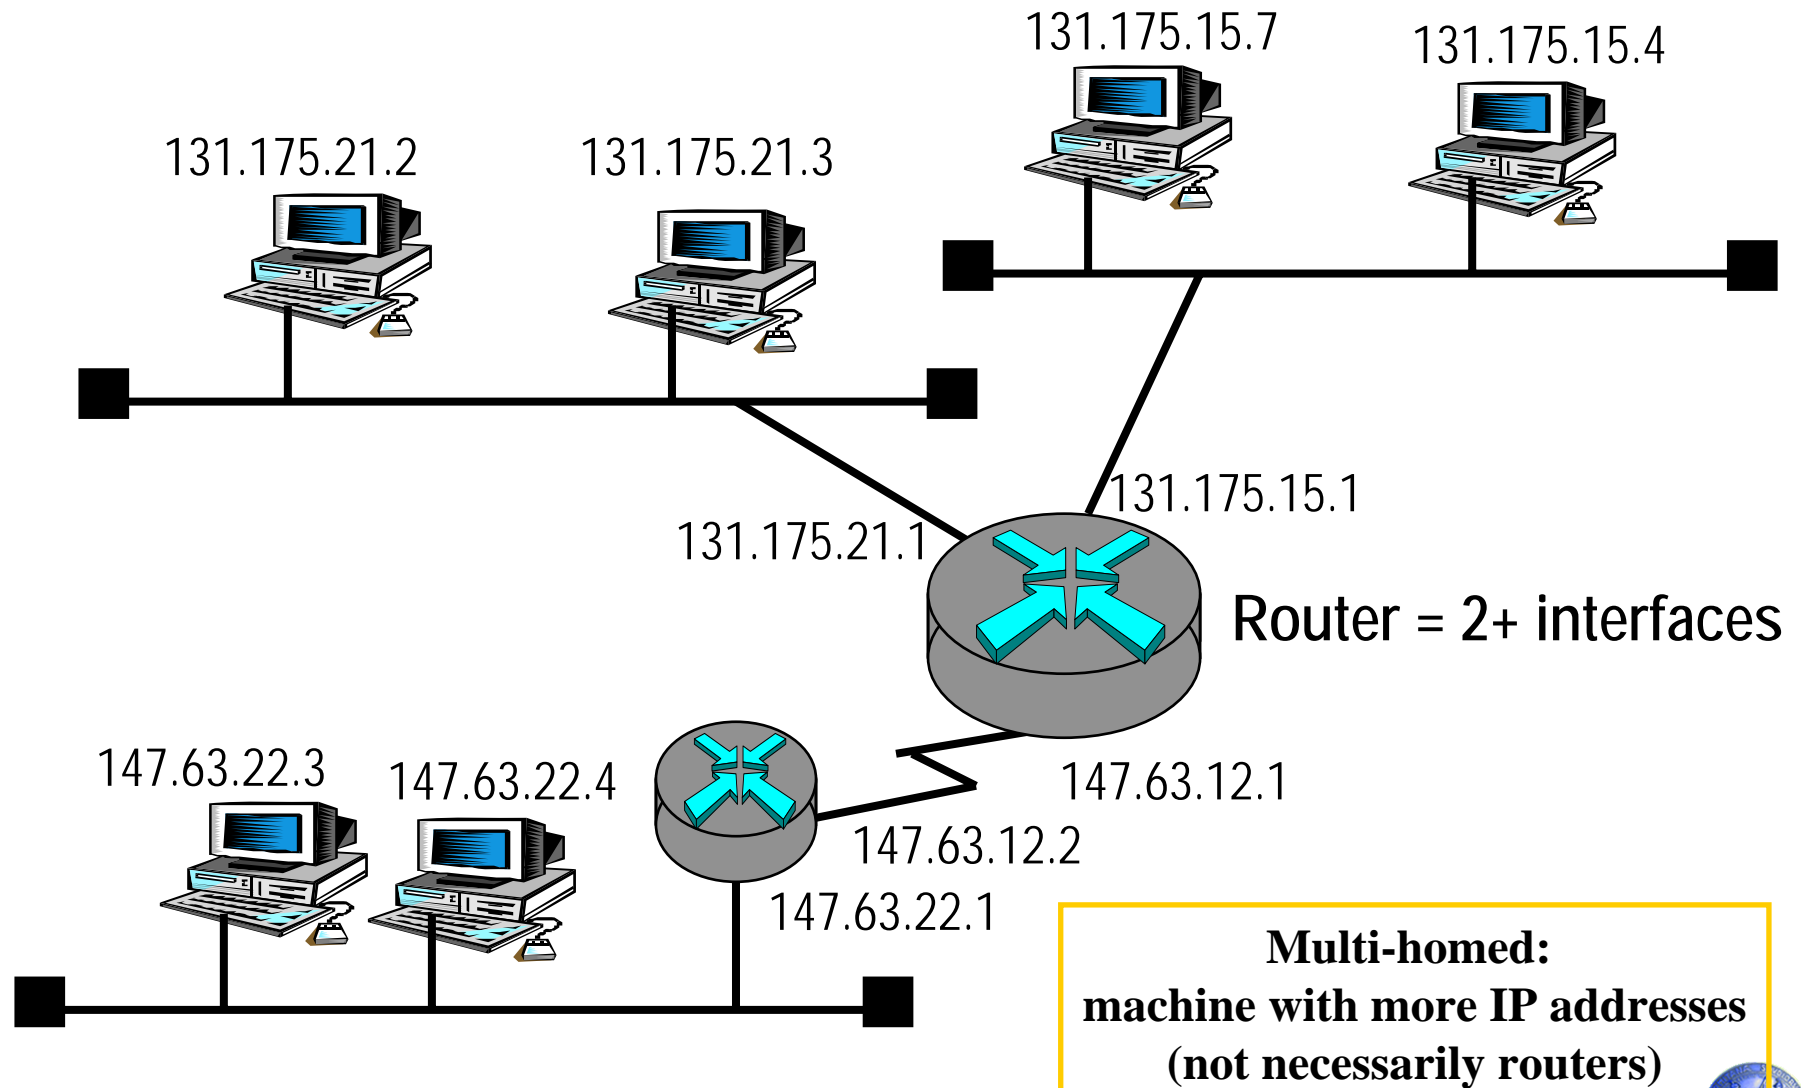 131.175.15.7
131.175.15.4
131.175.21.2
131.175.21.3
131.175.15.1
131.175.21.1
Router = 2+ interfaces
147.63.22.3
147.63.22.4
147.63.12.1
147.63.12.2
147.63.22.1
Multi-homed:
machine with more IP addresses
(not necessarily routers)